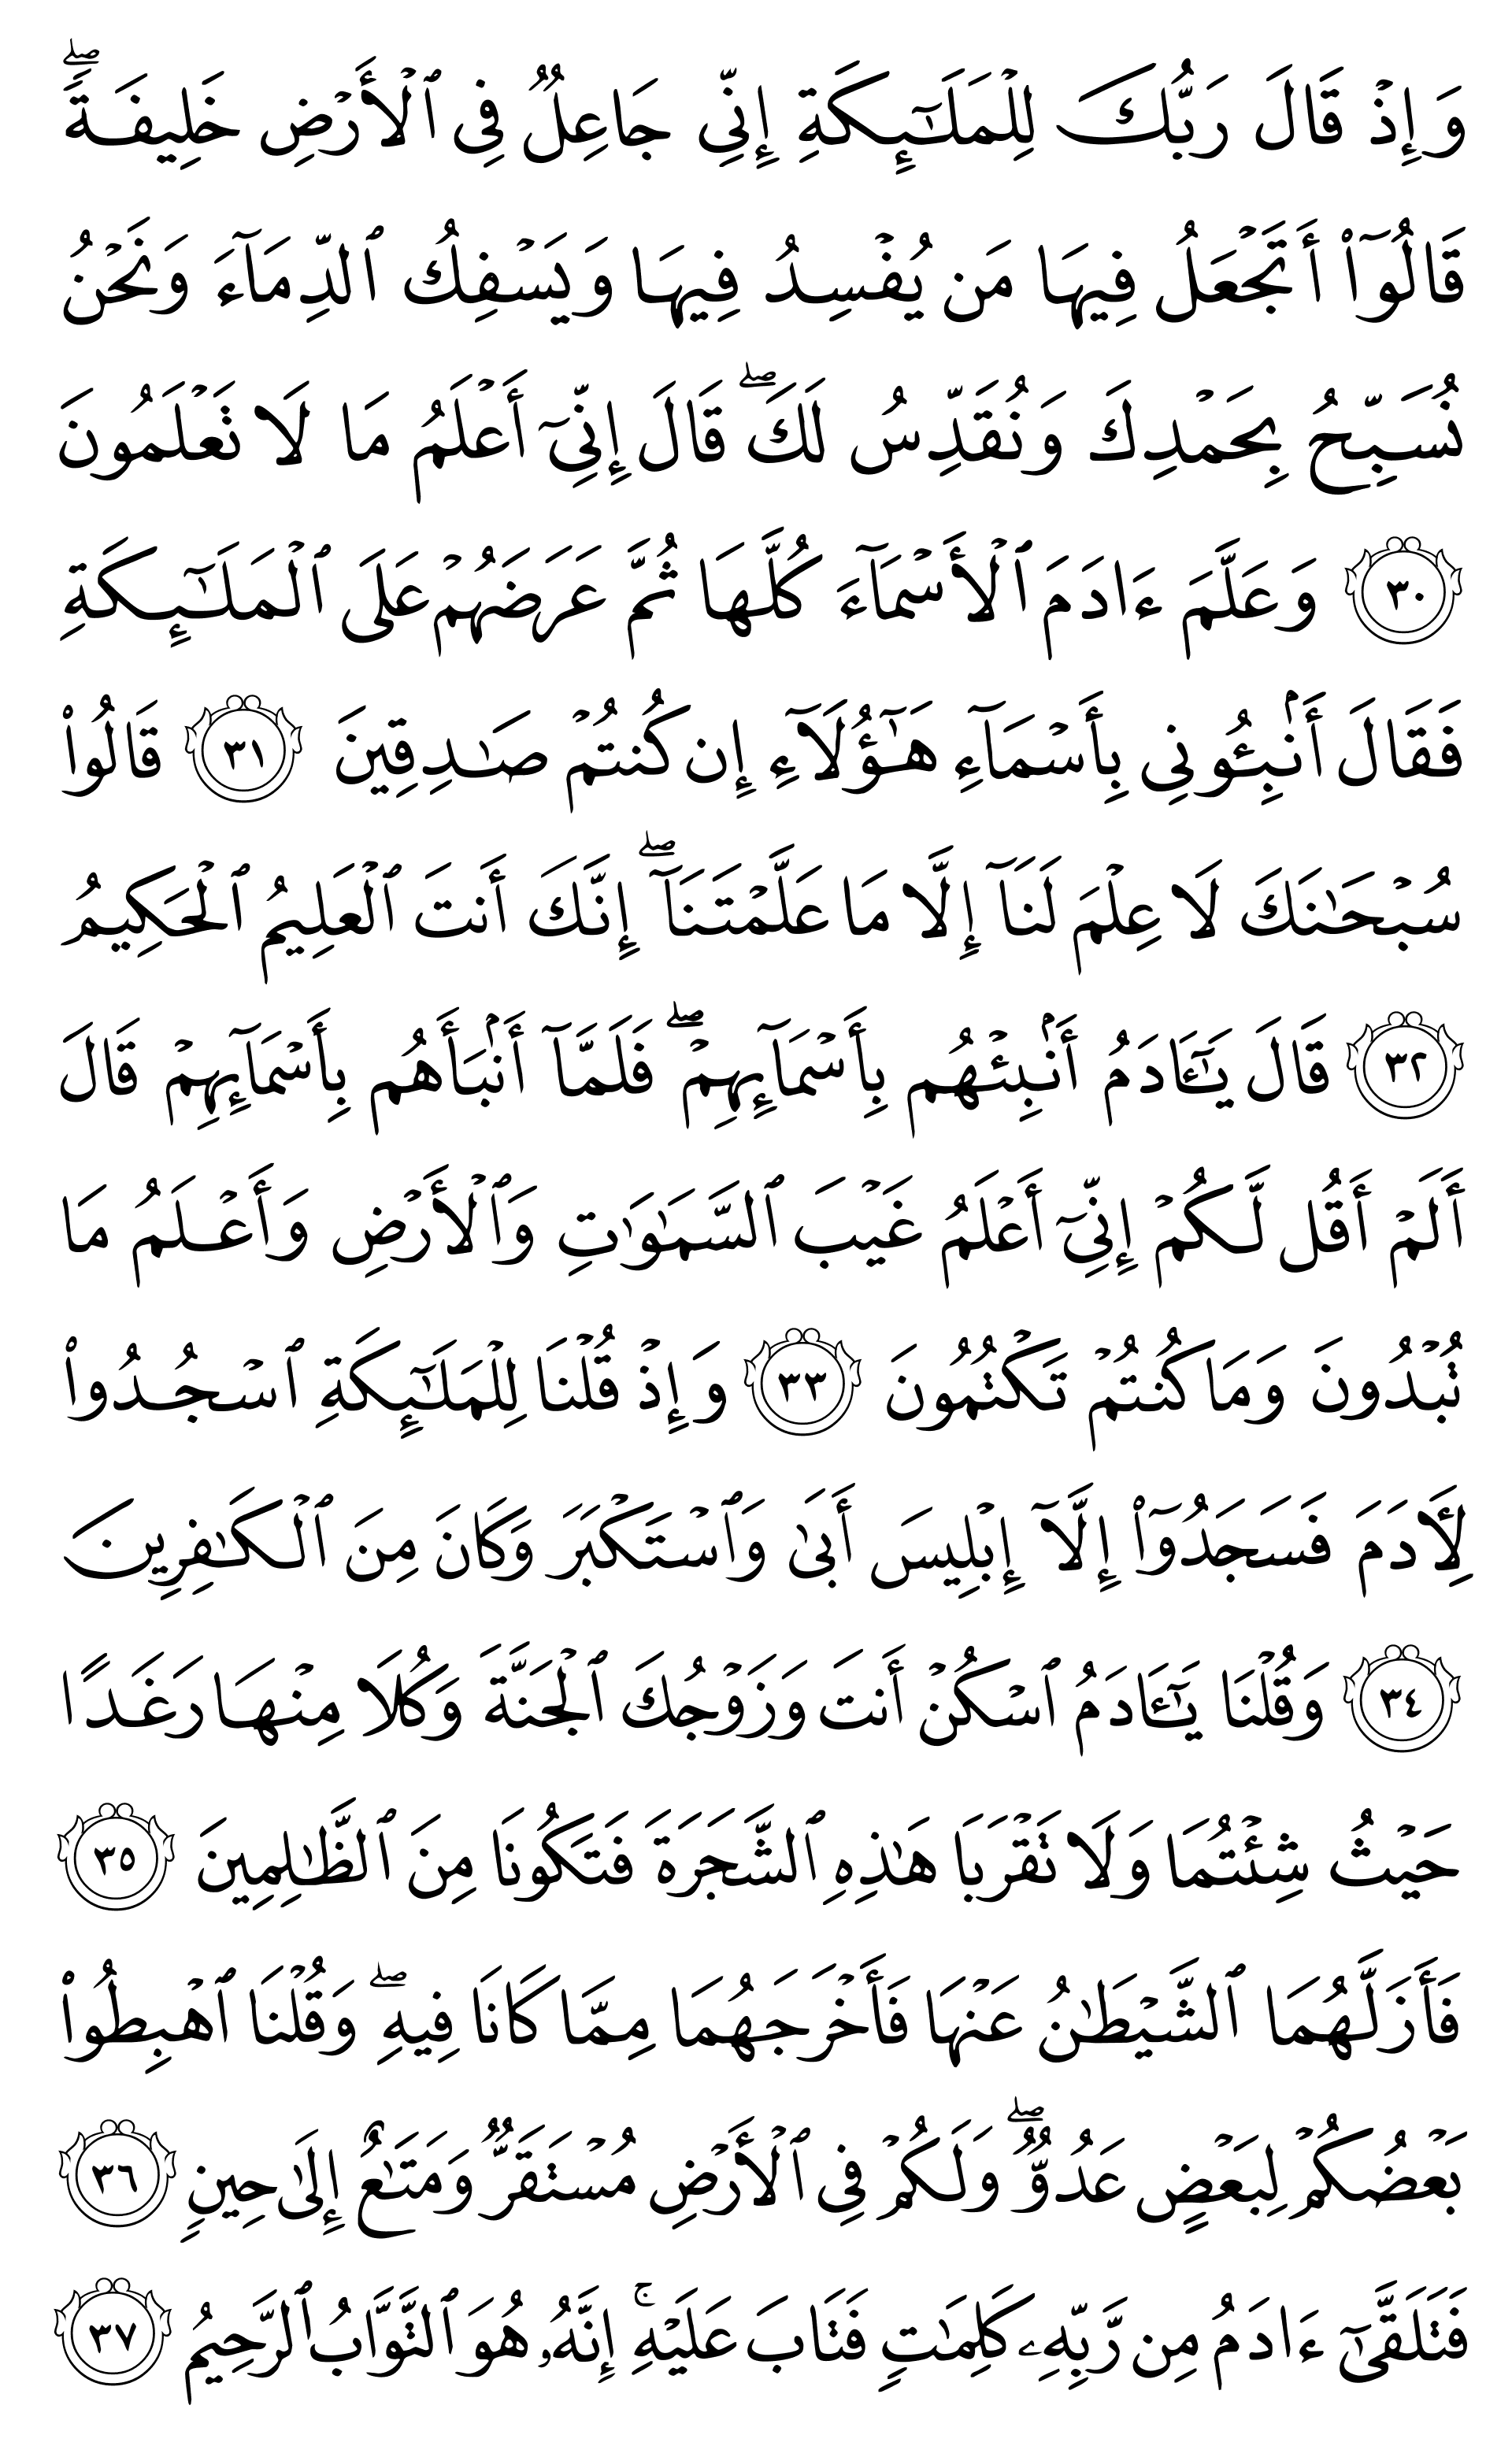 وَإِذۡ قَالَ رَبُّكَ لِلۡمَلَٰٓئِكَةِ إِنِّي جَاعِلٞ فِي ٱلۡأَرۡضِ خَلِيفَةٗۖ
قَالُوٓاْ أَتَجۡعَلُ فِيهَا مَن يُفۡسِدُ فِيهَا وَيَسۡفِكُ ٱلدِّمَآءَ وَنَحۡنُ
نُسَبِّحُ بِحَمۡدِكَ وَنُقَدِّسُ لَكَۖ قَالَ إِنِّيٓ أَعۡلَمُ مَا لَا تَعۡلَمُونَ
٣٠ وَعَلَّمَ ءَادَمَ ٱلۡأَسۡمَآءَ كُلَّهَا ثُمَّ عَرَضَهُمۡ عَلَى ٱلۡمَلَٰٓئِكَةِ
فَقَالَ أَنۢبِـُٔونِي بِأَسۡمَآءِ هَٰٓؤُلَآءِ إِن كُنتُمۡ صَٰدِقِينَ ٣١ قَالُواْ
سُبۡحَٰنَكَ لَا عِلۡمَ لَنَآ إِلَّا مَا عَلَّمۡتَنَآۖ إِنَّكَ أَنتَ ٱلۡعَلِيمُ ٱلۡحَكِيمُ
٣٢ قَالَ يَٰٓـَٔادَمُ أَنۢبِئۡهُم بِأَسۡمَآئِهِمۡۖ فَلَمَّآ أَنۢبَأَهُم بِأَسۡمَآئِهِمۡ قَالَ
أَلَمۡ أَقُل لَّكُمۡ إِنِّيٓ أَعۡلَمُ غَيۡبَ ٱلسَّمَٰوَٰتِ وَٱلۡأَرۡضِ وَأَعۡلَمُ مَا
تُبۡدُونَ وَمَا كُنتُمۡ تَكۡتُمُونَ ٣٣ وَإِذۡ قُلۡنَا لِلۡمَلَٰٓئِكَةِ ٱسۡجُدُواْ
لِأٓدَمَ فَسَجَدُوٓاْ إِلَّآ إِبۡلِيسَ أَبَىٰ وَٱسۡتَكۡبَرَ وَكَانَ مِنَ ٱلۡكَٰفِرِينَ
٣٤ وَقُلۡنَا يَٰٓـَٔادَمُ ٱسۡكُنۡ أَنتَ وَزَوۡجُكَ ٱلۡجَنَّةَ وَكُلَا مِنۡهَا رَغَدًا
حَيۡثُ شِئۡتُمَا وَلَا تَقۡرَبَا هَٰذِهِ ٱلشَّجَرَةَ فَتَكُونَا مِنَ ٱلظَّٰلِمِينَ ٣٥
فَأَزَلَّهُمَا ٱلشَّيۡطَٰنُ عَنۡهَا فَأَخۡرَجَهُمَا مِمَّا كَانَا فِيهِۖ وَقُلۡنَا ٱهۡبِطُواْ
بَعۡضُكُمۡ لِبَعۡضٍ عَدُوّٞۖ وَلَكُمۡ فِي ٱلۡأَرۡضِ مُسۡتَقَرّٞ وَمَتَٰعٌ إِلَىٰ حِينٖ ٣٦
فَتَلَقَّىٰٓ ءَادَمُ مِن رَّبِّهِۦ كَلِمَٰتٖ فَتَابَ عَلَيۡهِۚ إِنَّهُۥ هُوَ ٱلتَّوَّابُ ٱلرَّحِيمُ ٣٧